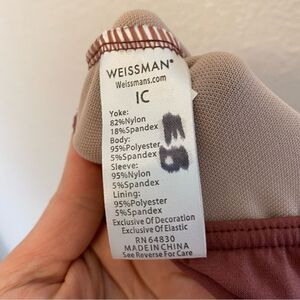 WEISSMAN®
Weissmans.com
IC
Yoke:
82%Nylon
18%Spandex
Body:
95%Polyester
5%Spandex
Sleeve:
95%Nylon
5%Spandex
Lining:
95%Polyester
5%Spandex
Exclusive Of Decoration
Exclusive Of Elastic
RN 64830
MADE IN CHINA
See Reverse For Care